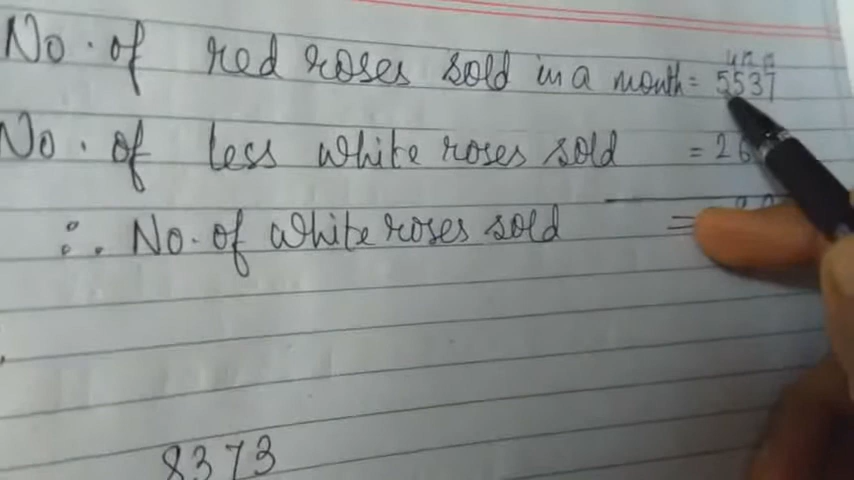 No. of red roses sold in a month = 5537
No. of less white roses sold = 26
∴ No. of white roses sold =
8373